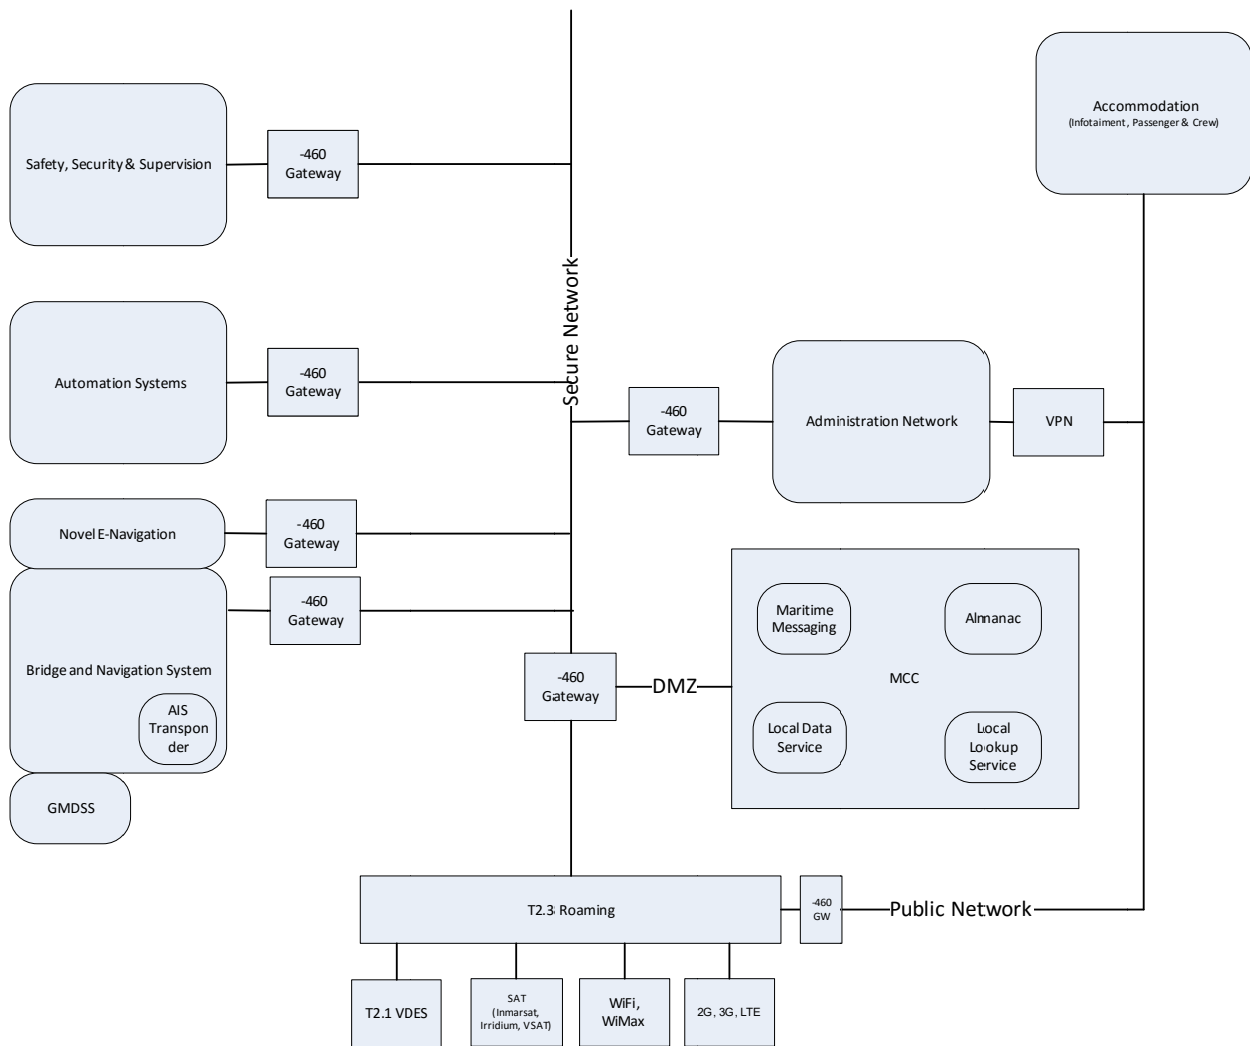 Accommodation
(Infotaiment, Passenger & Crew)
Safety, Security & Supervision
-460
Gateway
Secure Network
Automation Systems
-460
Gateway
-460
Gateway
Administration Network
VPN
Novel E-Navigation
-460
Gateway
-460
Gateway
Bridge and Navigation System
AIS
Transpon
der
GMDSS
-460
Gateway
DMZ
Maritime
Messaging
Almanac
MCC
Local Data
Service
Local
Lookup
Service
T2.3 Roaming
-460
GW
Public Network
T2.1 VDES
SAT
(Inmarsat,
Irridium, VSAT)
WiFi,
WiMax
2G, 3G, LTE